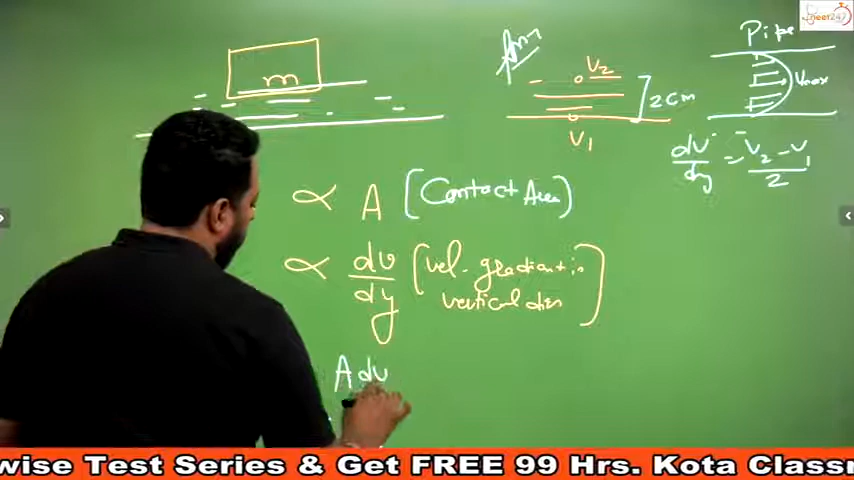 neer24
Pipe
V2
Vmax
m
2cm
V1
dv/dy = V2 - V1/2
∝ A [Contact Area]
∝ dv/dy [vel. gradient in
vertical dirn]
A dv
wise Test Series & Get FREE 99 Hrs. Kota Classr